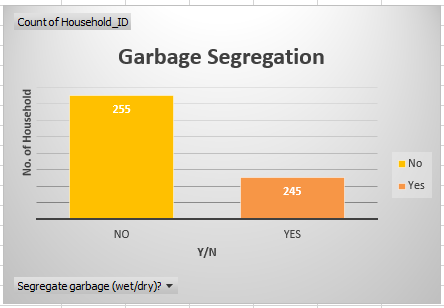 Count of Household_ID
Garbage Segregation
No. of Household
255
245
NO
YES
Y/N
No
Yes
Segregate garbage (wet/dry)?